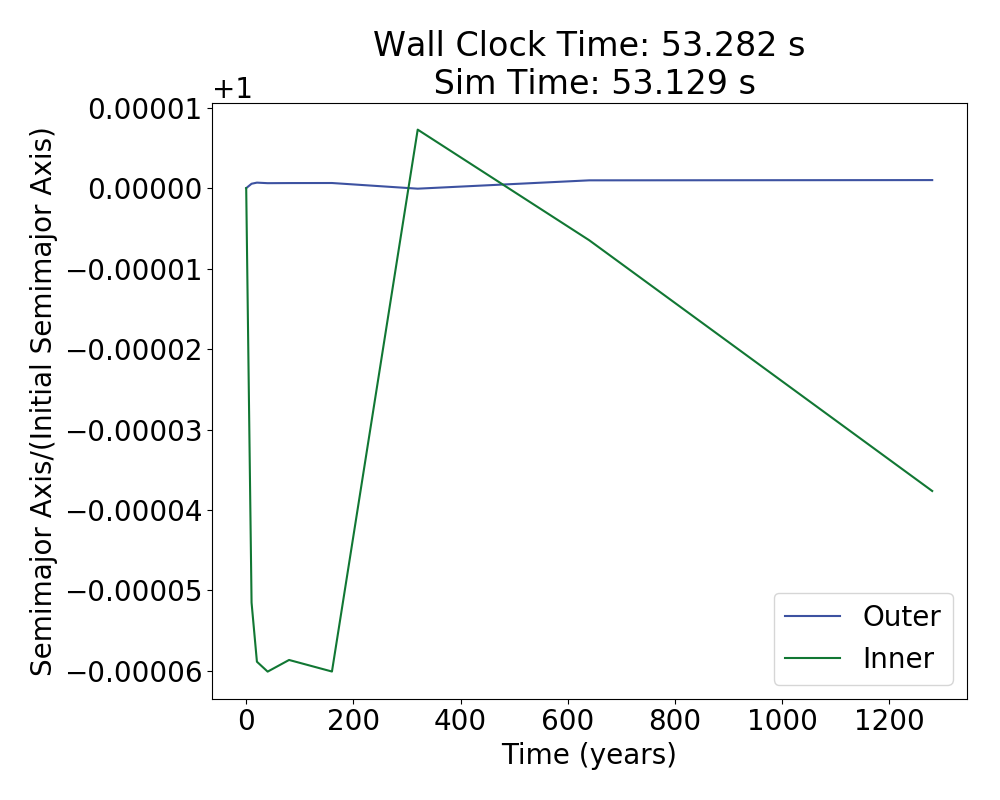 Wall Clock Time: 53.282 s
Sim Time: 53.129 s
+1
0.00001
0.00000
−0.00001
−0.00002
−0.00003
−0.00004
−0.00005
−0.00006
Semimajor Axis/(Initial Semimajor Axis)
Outer
Inner
0 200 400 600 800 1000 1200
Time (years)